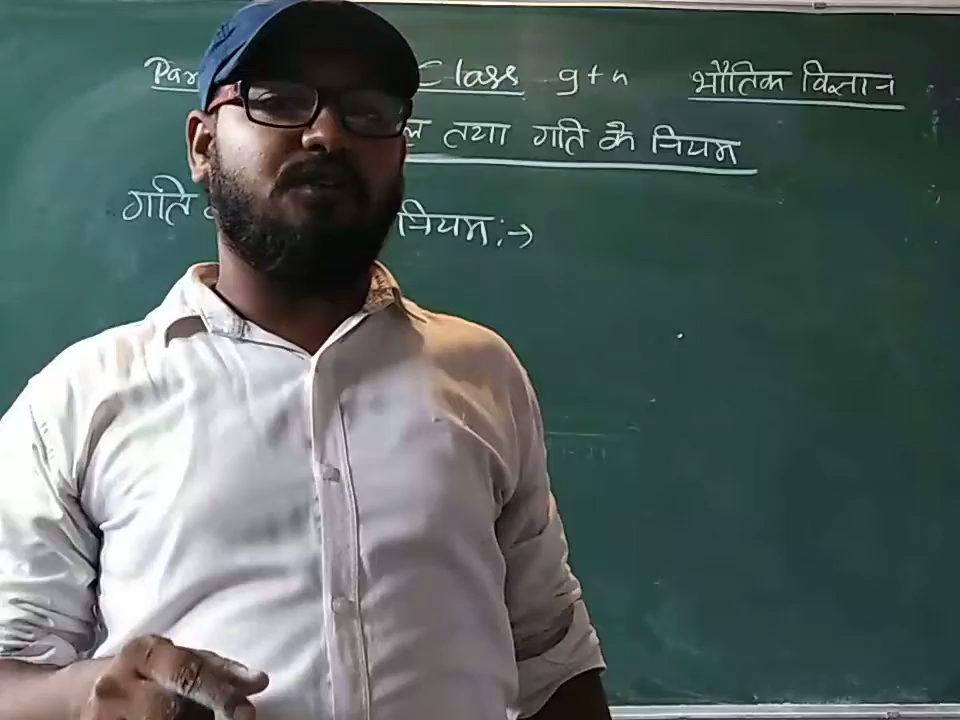 Class 9th भौतिक विज्ञान
तथा गति के नियम
गति नियम :→